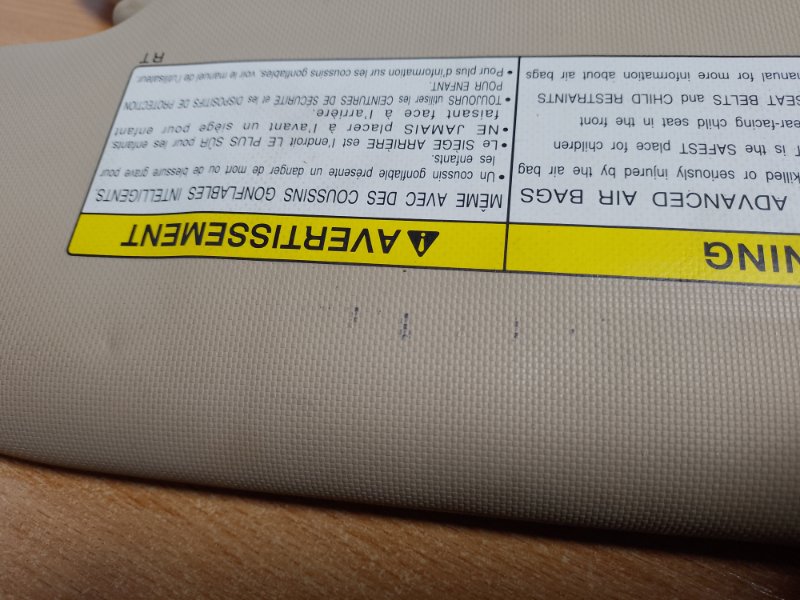 NING
ADVANCED AIR BAGS
killed or seriously injured by the air bag
T is the SAFEST place for children
ear-facing child seat in the front
SEAT BELTS and CHILD RESTRAINTS
manual for more information about air bags
AVERTISSEMENT
MÊME AVEC DES COUSSINS GONFLABLES INTELLIGENTS
• Un coussin gonflable présente un danger de mort ou de blessure grave pour
les enfants.
• Le SIÈGE ARRIÈRE est l'endroit LE PLUS SÛR pour les enfants.
• NE JAMAIS placer à l'avant un siège pour enfant
faisant face à l'arrière.
• TOUJOURS utiliser les CEINTURES DE SÉCURITÉ et les DISPOSITIFS DE PROTECTION
POUR ENFANT.
• Pour plus d'information sur les coussins gonflables, voir le manuel de l'utilisateur.
RT